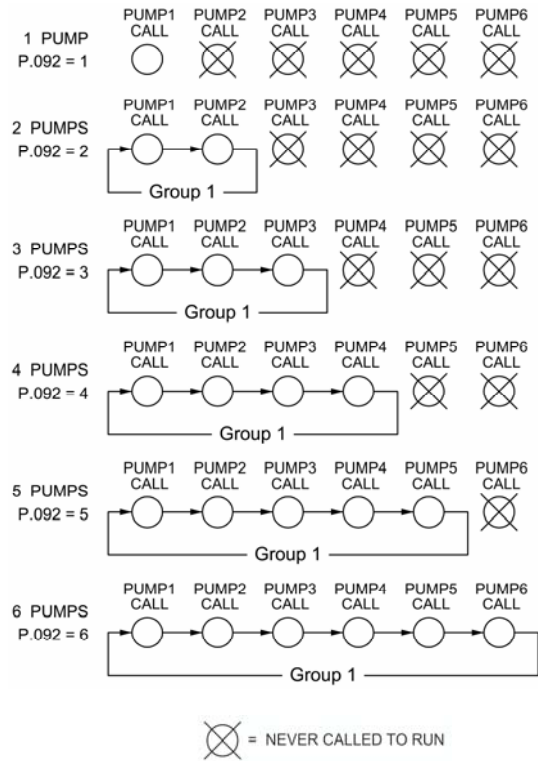 PUMP1 PUMP2 PUMP3 PUMP4 PUMP5 PUMP6
CALL CALL CALL CALL CALL CALL
1 PUMP
P.092 = 1
PUMP1 PUMP2 PUMP3 PUMP4 PUMP5 PUMP6
CALL CALL CALL CALL CALL CALL
2 PUMPS
P.092 = 2
Group 1
PUMP1 PUMP2 PUMP3 PUMP4 PUMP5 PUMP6
CALL CALL CALL CALL CALL CALL
3 PUMPS
P.092 = 3
Group 1
PUMP1 PUMP2 PUMP3 PUMP4 PUMP5 PUMP6
CALL CALL CALL CALL CALL CALL
4 PUMPS
P.092 = 4
Group 1
PUMP1 PUMP2 PUMP3 PUMP4 PUMP5 PUMP6
CALL CALL CALL CALL CALL CALL
5 PUMPS
P.092 = 5
Group 1
PUMP1 PUMP2 PUMP3 PUMP4 PUMP5 PUMP6
CALL CALL CALL CALL CALL CALL
6 PUMPS
P.092 = 6
Group 1
= NEVER CALLED TO RUN